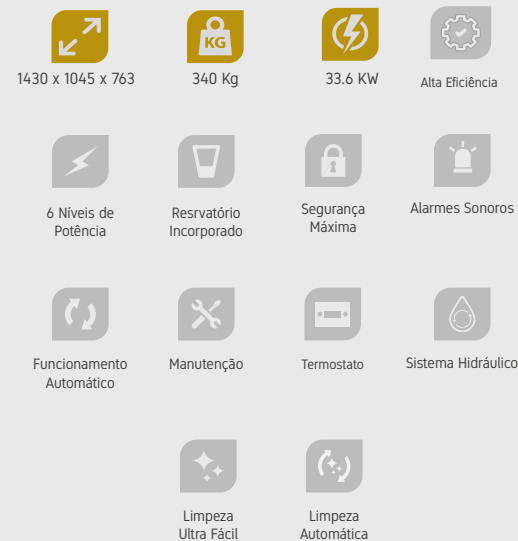 KG
1430 x 1045 x 763
340 Kg
33.6 KW
Alta Eficiência
6 Níveis de
Potência
Resrvatório
Incorporado
Segurança
Máxima
Alarmes Sonoros
Funcionamento
Automático
Manutenção
Termostato
Sistema Hidráulico
Limpeza
Ultra Fácil
Limpeza
Automática